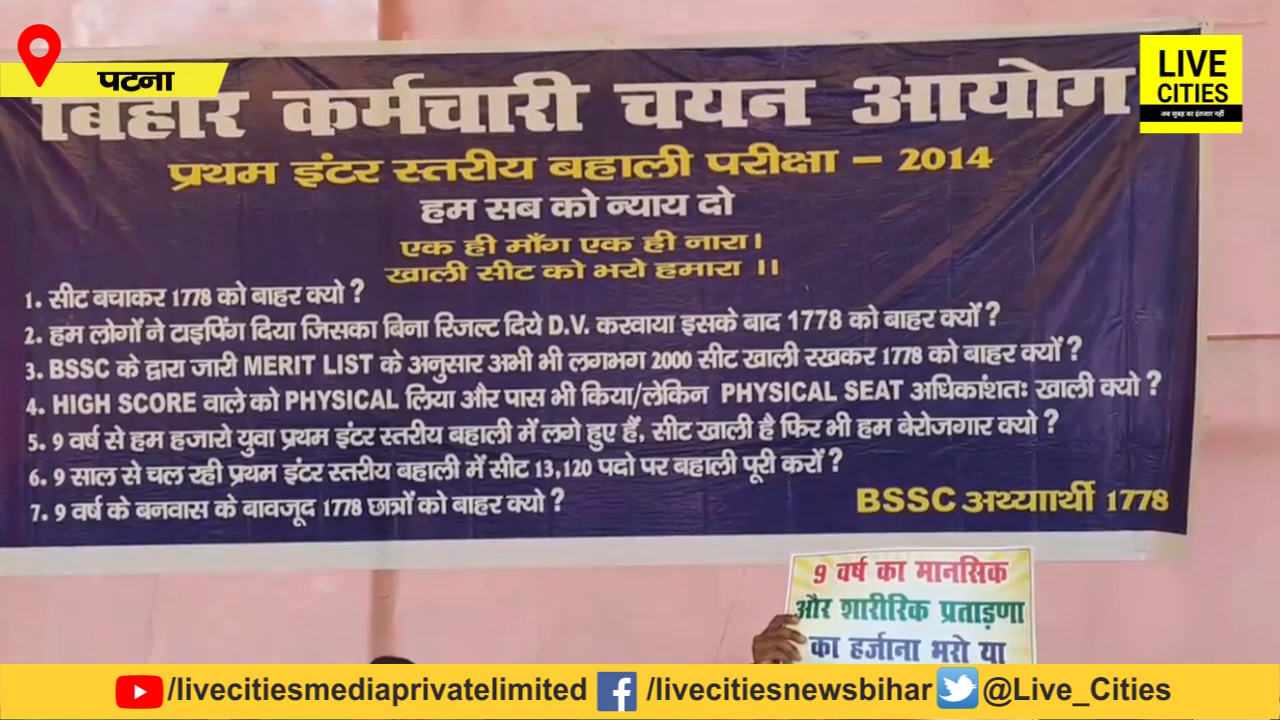 पटना
LIVE
CITIES
अब सुबह का इंतजार नहीं
बिहार कर्मचारी चयन आयोग
प्रथम इंटर स्तरीय बहाली परीक्षा – 2014
हम सब को न्याय दो
एक ही माँग एक ही नारा।
खाली सीट को भरो हमारा ।।
1. सीट बचाकर 1778 को बाहर क्यो ?
2. हम लोगों ने टाइपिंग दिया जिसका बिना रिजल्ट दिये D.V. करवाया इसके बाद 1778 को बाहर क्यों ?
3. BSSC के द्वारा जारी MERIT LIST के अनुसार अभी भी लगभग 2000 सीट खाली रखकर 1778 को बाहर क्यों ?
4. HIGH SCORE वाले को PHYSICAL लिया और पास भी किया/लेकिन PHYSICAL SEAT अधिकांशतः खाली क्यो ?
5. 9 वर्ष से हम हजारो युवा प्रथम इंटर स्तरीय बहाली में लगे हुए हैं, सीट खाली है फिर भी हम बेरोजगार क्यो ?
6. 9 साल से चल रही प्रथम इंटर स्तरीय बहाली में सीट 13,120 पदो पर बहाली पूरी करों ?
7. 9 वर्ष के बनवास के बावजूद 1778 छात्रों को बाहर क्यो ?
BSSC अथ्याार्थी 1778
9 वर्ष का मानसिक
और शारीरिक प्रताड़णा
का हर्जाना भरो या
/livecitiesmediaprivatelimited /livecitiesnewsbihar @Live_Cities